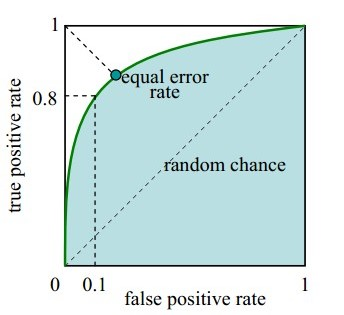 1
equal error
rate
0.8
true positive rate
random chance
0 0.1 1
false positive rate